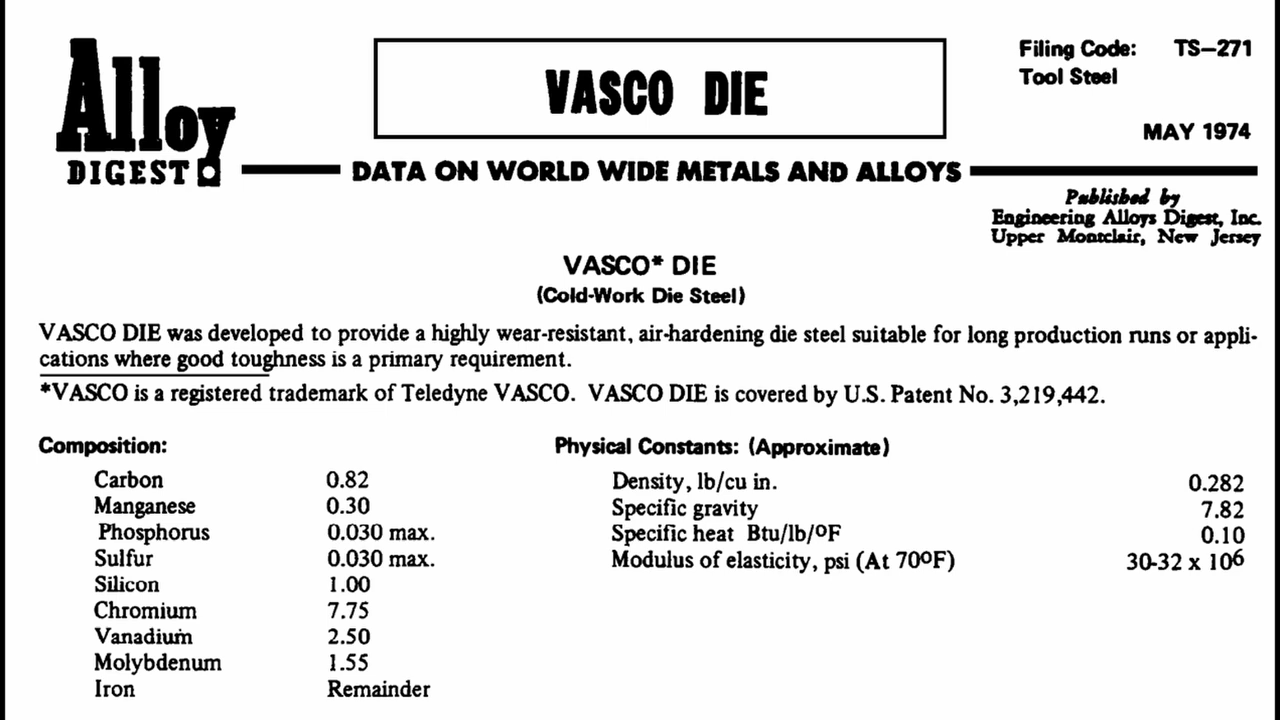 Alloy
DIGEST
VASCO DIE
Filing Code: TS-271
Tool Steel
MAY 1974
DATA ON WORLD WIDE METALS AND ALLOYS
Published by
Engineering Alloys Digest, Inc.
Upper Montclair, New Jersey
VASCO* DIE
(Cold-Work Die Steel)
VASCO DIE was developed to provide a highly wear-resistant, air-hardening die steel suitable for long production runs or appli-
cations where good toughness is a primary requirement.
*VASCO is a registered trademark of Teledyne VASCO. VASCO DIE is covered by U.S. Patent No. 3,219,442.
Composition:
Carbon 0.82
Manganese 0.30
Phosphorus 0.030 max.
Sulfur 0.030 max.
Silicon 1.00
Chromium 7.75
Vanadium 2.50
Molybdenum 1.55
Iron Remainder
Physical Constants: (Approximate)
Density, lb/cu in. 0.282
Specific gravity 7.82
Specific heat Btu/lb/ºF 0.10
Modulus of elasticity, psi (At 70ºF) 30-32 x 10⁶